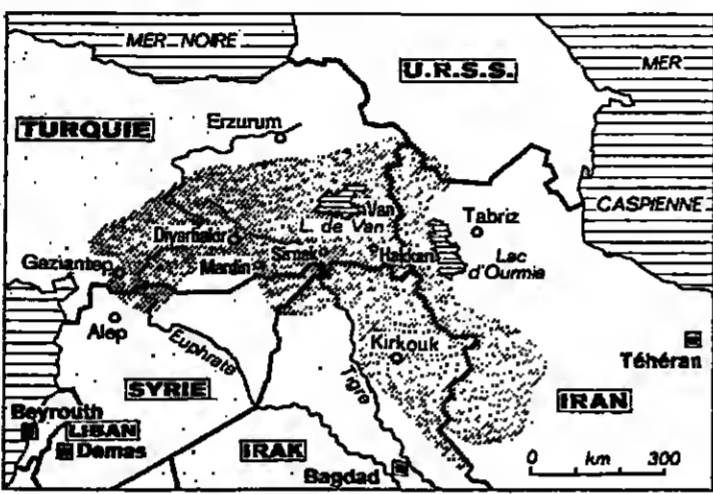 MER NOIRE
U.R.S.S.
MER
CASPIENNE
TURQUIE
Erzurum
Van
L. de Van
Tabriz
Lac
d'Ourmia
Diyarbakir
Mardin
Sirnak
Hakkari
Gaziantep
Alep
Euphrate
Kirkouk
Tigre
Téhéran
SYRIE
IRAN
Beyrouth
LIBAN
Damas
IRAK
Bagdad
0 km 300